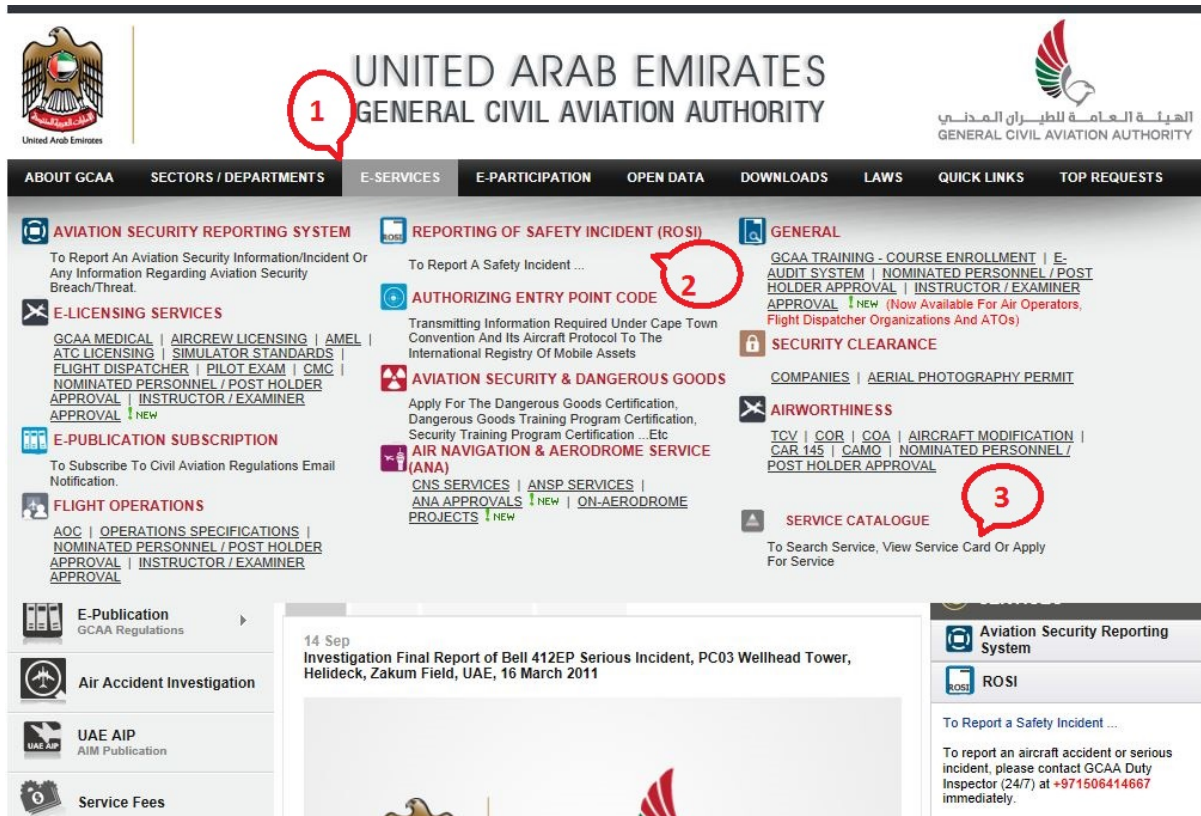 United Arab Emirates
UNITED ARAB EMIRATES
GENERAL CIVIL AVIATION AUTHORITY
الهيئـة الـعـامـة للطيـران المـدنـي
GENERAL CIVIL AVIATION AUTHORITY
1
ABOUT GCAA SECTORS / DEPARTMENTS E-SERVICES E-PARTICIPATION OPEN DATA DOWNLOADS LAWS QUICK LINKS TOP REQUESTS
AVIATION SECURITY REPORTING SYSTEM
To Report An Aviation Security Information/Incident Or
Any Information Regarding Aviation Security
Breach/Threat.
E-LICENSING SERVICES
GCAA MEDICAL | AIRCREW LICENSING | AMEL |
ATC LICENSING | SIMULATOR STANDARDS |
FLIGHT DISPATCHER | PILOT EXAM | CMC |
NOMINATED PERSONNEL / POST HOLDER
APPROVAL | INSTRUCTOR / EXAMINER
APPROVAL ! NEW
E-PUBLICATION SUBSCRIPTION
To Subscribe To Civil Aviation Regulations Email
Notification.
FLIGHT OPERATIONS
AOC | OPERATIONS SPECIFICATIONS |
NOMINATED PERSONNEL / POST HOLDER
APPROVAL | INSTRUCTOR / EXAMINER
APPROVAL
ROSI
REPORTING OF SAFETY INCIDENT (ROSI)
To Report A Safety Incident ...
2
AUTHORIZING ENTRY POINT CODE
Transmitting Information Required Under Cape Town
Convention And Its Aircraft Protocol To The
International Registry Of Mobile Assets
AVIATION SECURITY & DANGEROUS GOODS
Apply For The Dangerous Goods Certification,
Dangerous Goods Training Program Certification,
Security Training Program Certification ...Etc
AIR NAVIGATION & AERODROME SERVICE
(ANA)
CNS SERVICES | ANSP SERVICES |
ANA APPROVALS ! NEW | ON-AERODROME
PROJECTS ! NEW
GENERAL
GCAA TRAINING - COURSE ENROLLMENT | E-
AUDIT SYSTEM | NOMINATED PERSONNEL / POST
HOLDER APPROVAL | INSTRUCTOR / EXAMINER
APPROVAL ! NEW (Now Available For Air Operators,
Flight Dispatcher Organizations And ATOs)
SECURITY CLEARANCE
COMPANIES | AERIAL PHOTOGRAPHY PERMIT
AIRWORTHINESS
TCV | COR | COA | AIRCRAFT MODIFICATION |
CAR 145 | CAMO | NOMINATED PERSONNEL /
POST HOLDER APPROVAL
3
SERVICE CATALOGUE
To Search Service, View Service Card Or Apply
For Service
E-Publication
GCAA Regulations
Air Accident Investigation
UAE AIP
UAE AIP
AIM Publication
Service Fees
14 Sep
Investigation Final Report of Bell 412EP Serious Incident, PC03 Wellhead Tower,
Helideck, Zakum Field, UAE, 16 March 2011
Aviation Security Reporting
System
ROSI
ROSI
To Report a Safety Incident ...
To report an aircraft accident or serious
incident, please contact GCAA Duty
Inspector (24/7) at +971506414667
immediately.